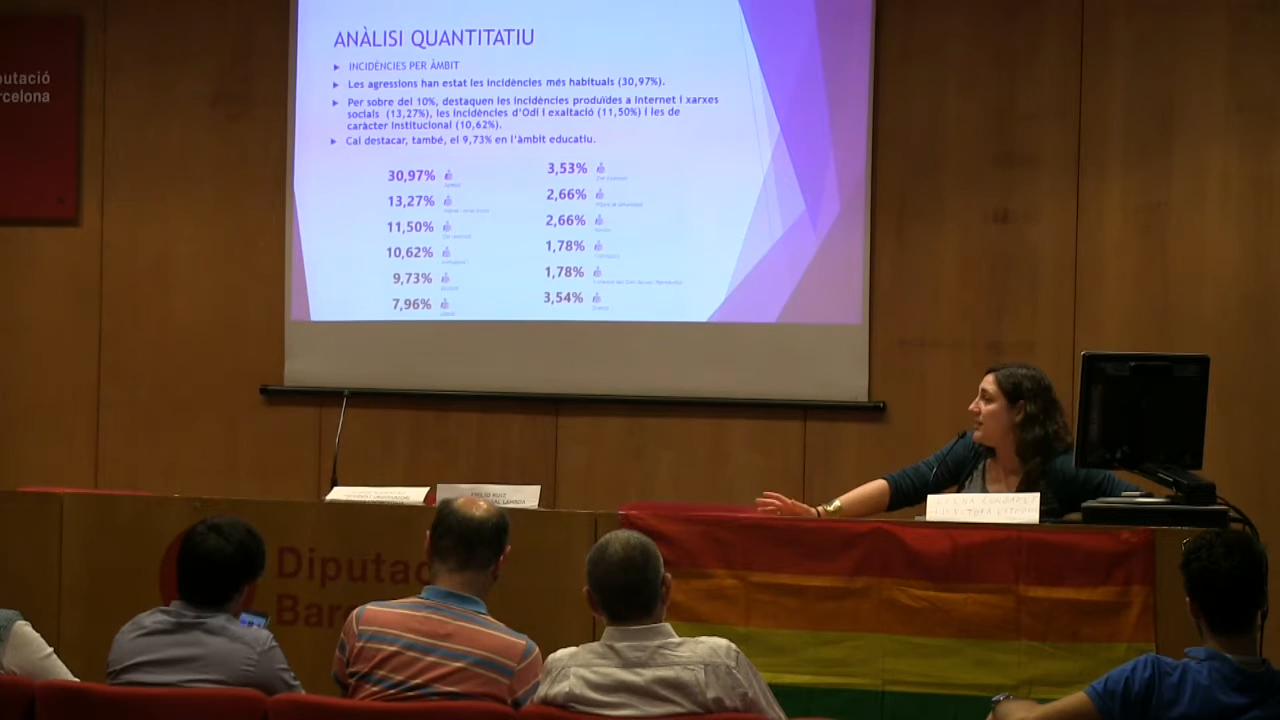 putació
rcelona
ANÀLISI QUANTITATIU
INCIDÈNCIES PER ÀMBIT
Les agressions han estat les incidències més habituals (30,97%).
Per sobre del 10%, destaquen les incidències produïdes a Internet i xarxes
socials (13,27%), les incidències d'Odi i exaltació (11,50%) i les de
caràcter Institucional (10,62%).
Cal destacar, també, el 9,73% en l'àmbit educatiu.
30,97%
13,27%
11,50%
10,62%
9,73%
7,96%
3,53%
2,66%
2,66%
1,78%
1,78%
3,54%
EMILIO RUIZ
LAMBDA
Diputac
Bar